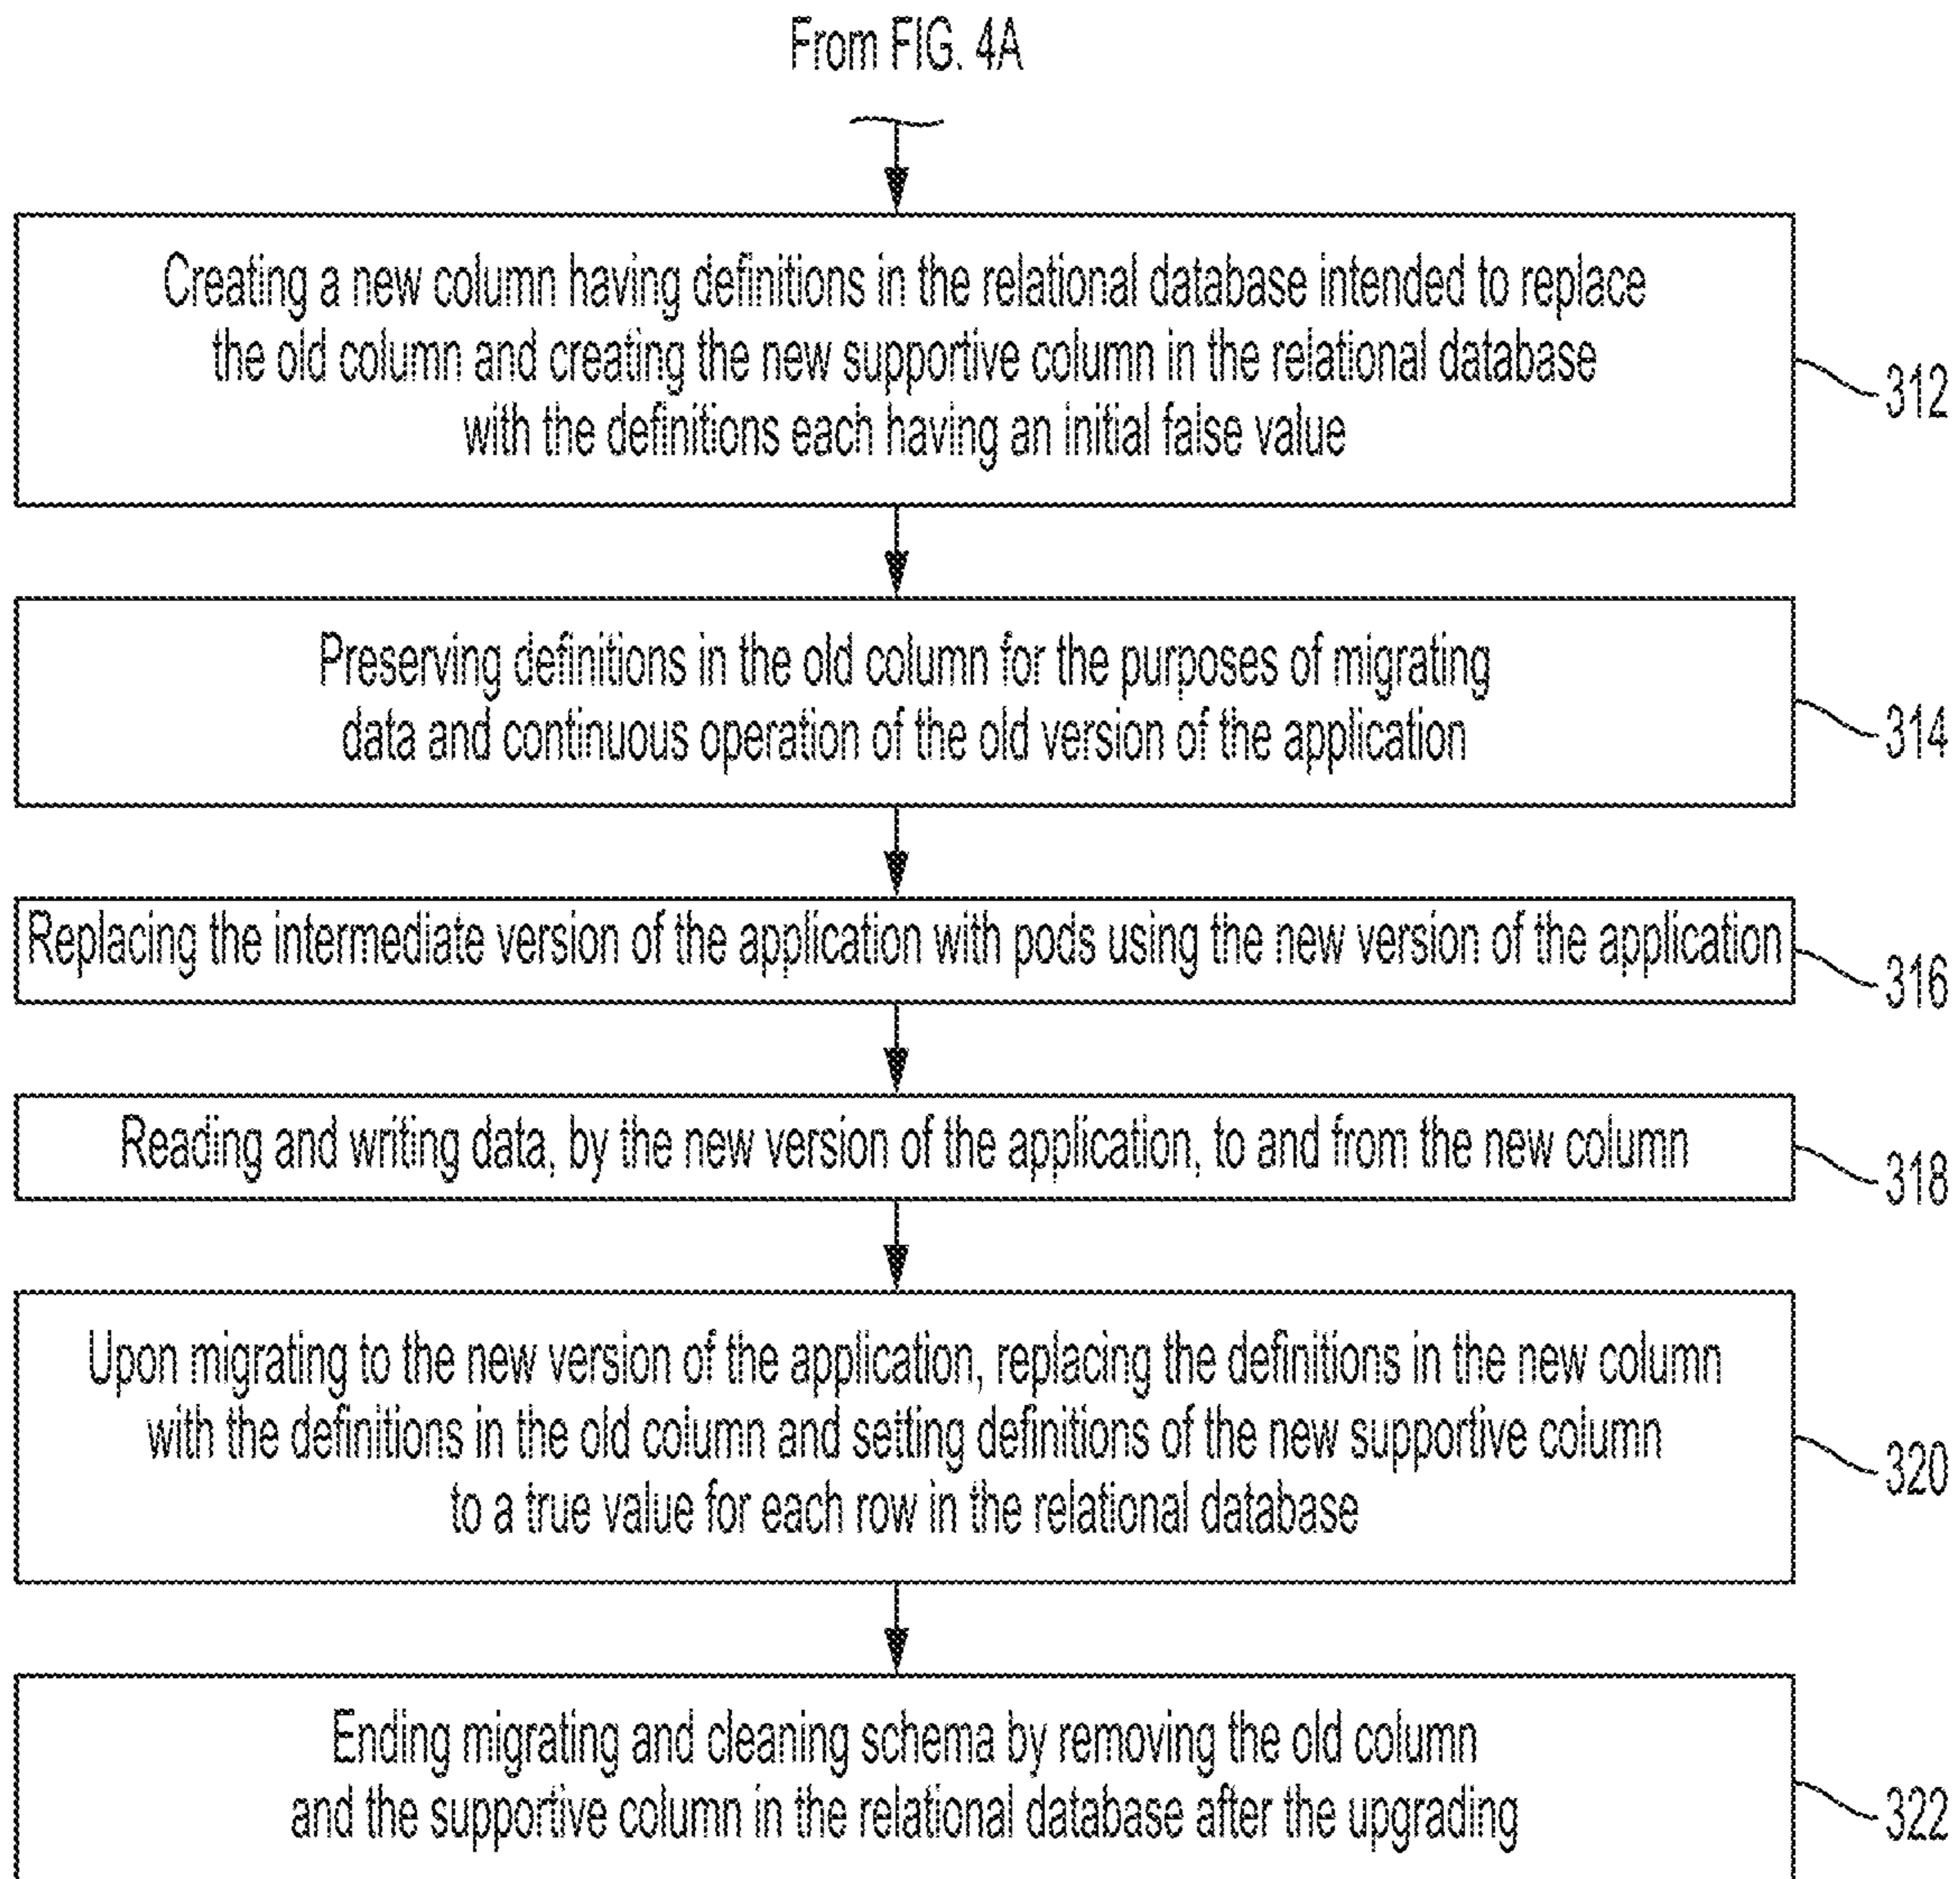 From FIG. 4A
Creating a new column having definitions in the relational database intended to replace
the old column and creating the new supportive column in the relational database
with the definitions each having an initial false value
312
Preserving definitions in the old column for the purposes of migrating
data and continuous operation of the old version of the application
314
Replacing the intermediate version of the application with pods using the new version of the application
316
Reading and writing data, by the new version of the application, to and from the new column
318
Upon migrating to the new version of the application, replacing the definitions in the new column
with the definitions in the old column and setting definitions of the new supportive column
to a true value for each row in the relational database
320
Ending migrating and cleaning schema by removing the old column
and the supportive column in the relational database after the upgrading
322